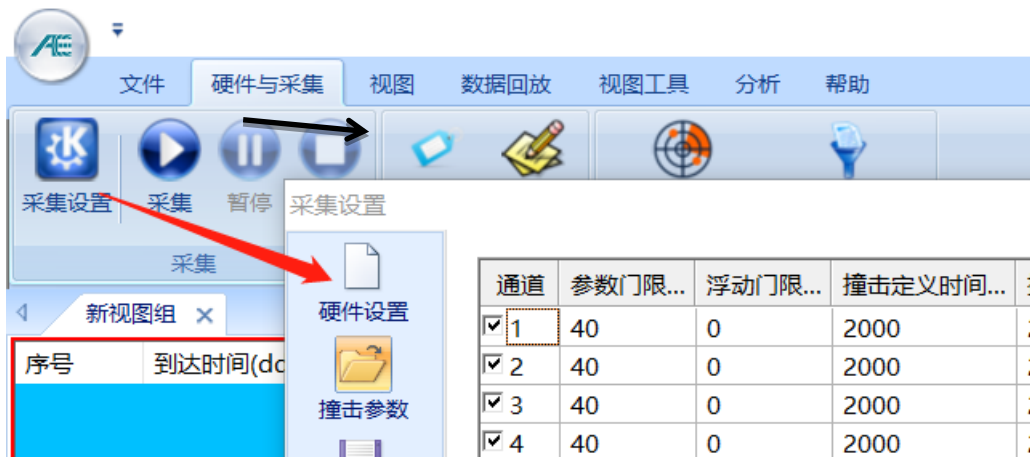 AE
文件 硬件与采集 视图 数据回放 视图工具 分析 帮助
采集设置 采集 暂停
采集
新视图组
序号 到达时间(dd
采集设置
硬件设置
撞击参数
通道 参数门限... 浮动门限... 撞击定义时间...
1 40 0 2000
2 40 0 2000
3 40 0 2000
4 40 0 2000